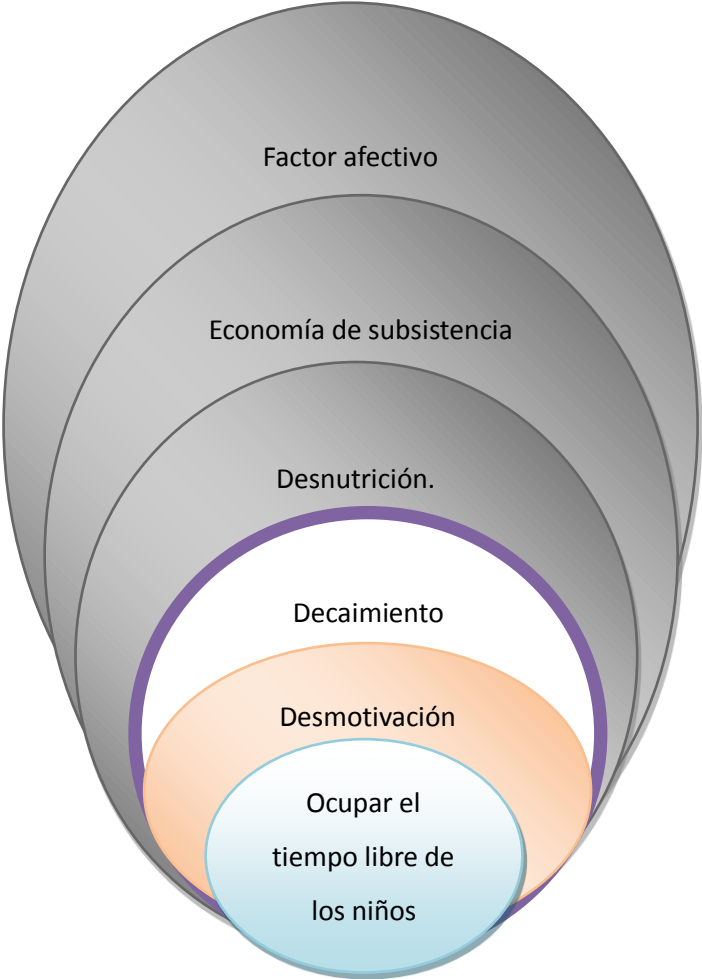 Factor afectivo
Economía de subsistencia
Desnutrición.
Decaimiento
Desmotivación
Ocupar el
tiempo libre de
los niños